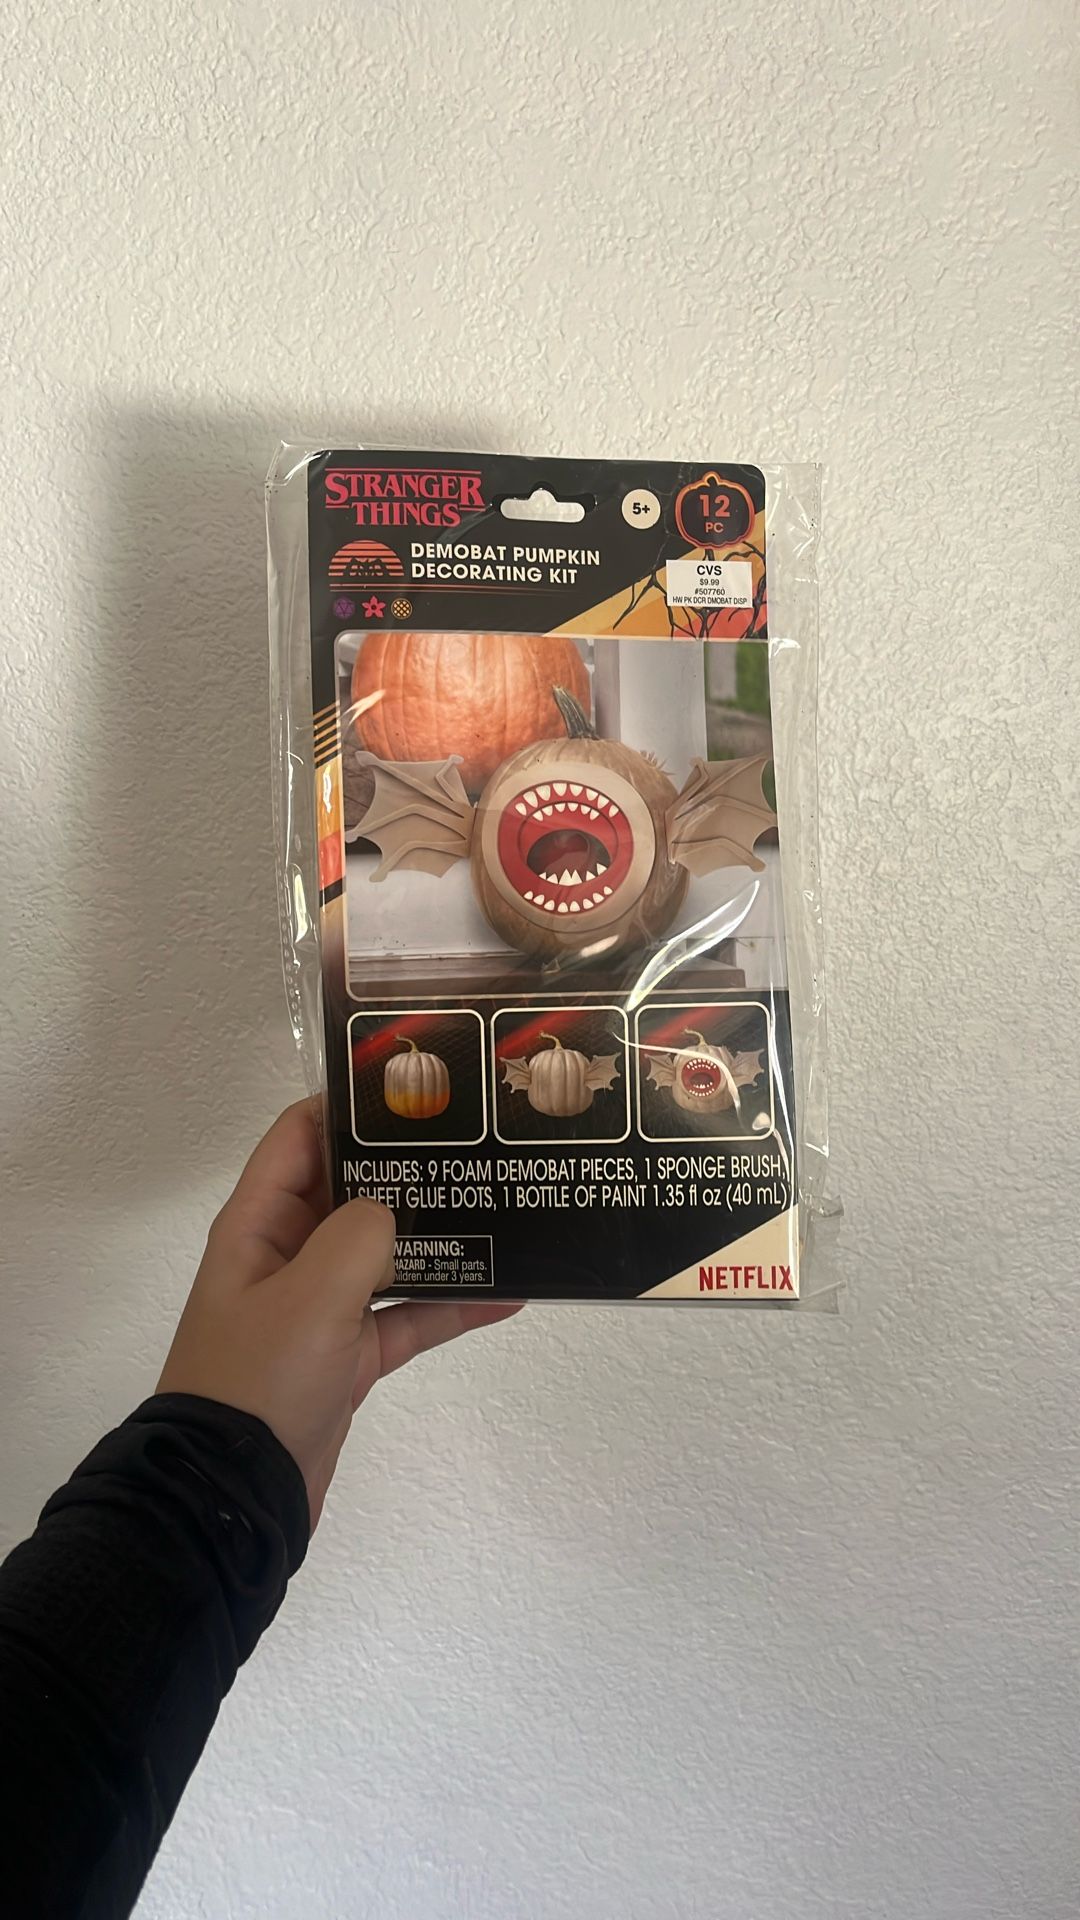 STRANGER
THINGS
5+
12
PC
DEMOBAT PUMPKIN
DECORATING KIT
CVS
$9.99
#507760
HW PK DCR DMOBAT DISP
INCLUDES: 9 FOAM DEMOBAT PIECES, 1 SPONGE BRUSH,
1 SHEET GLUE DOTS, 1 BOTTLE OF PAINT 1.35 fl oz (40 mL)
WARNING:
HAZARD - Small parts.
children under 3 years.
NETFLIX